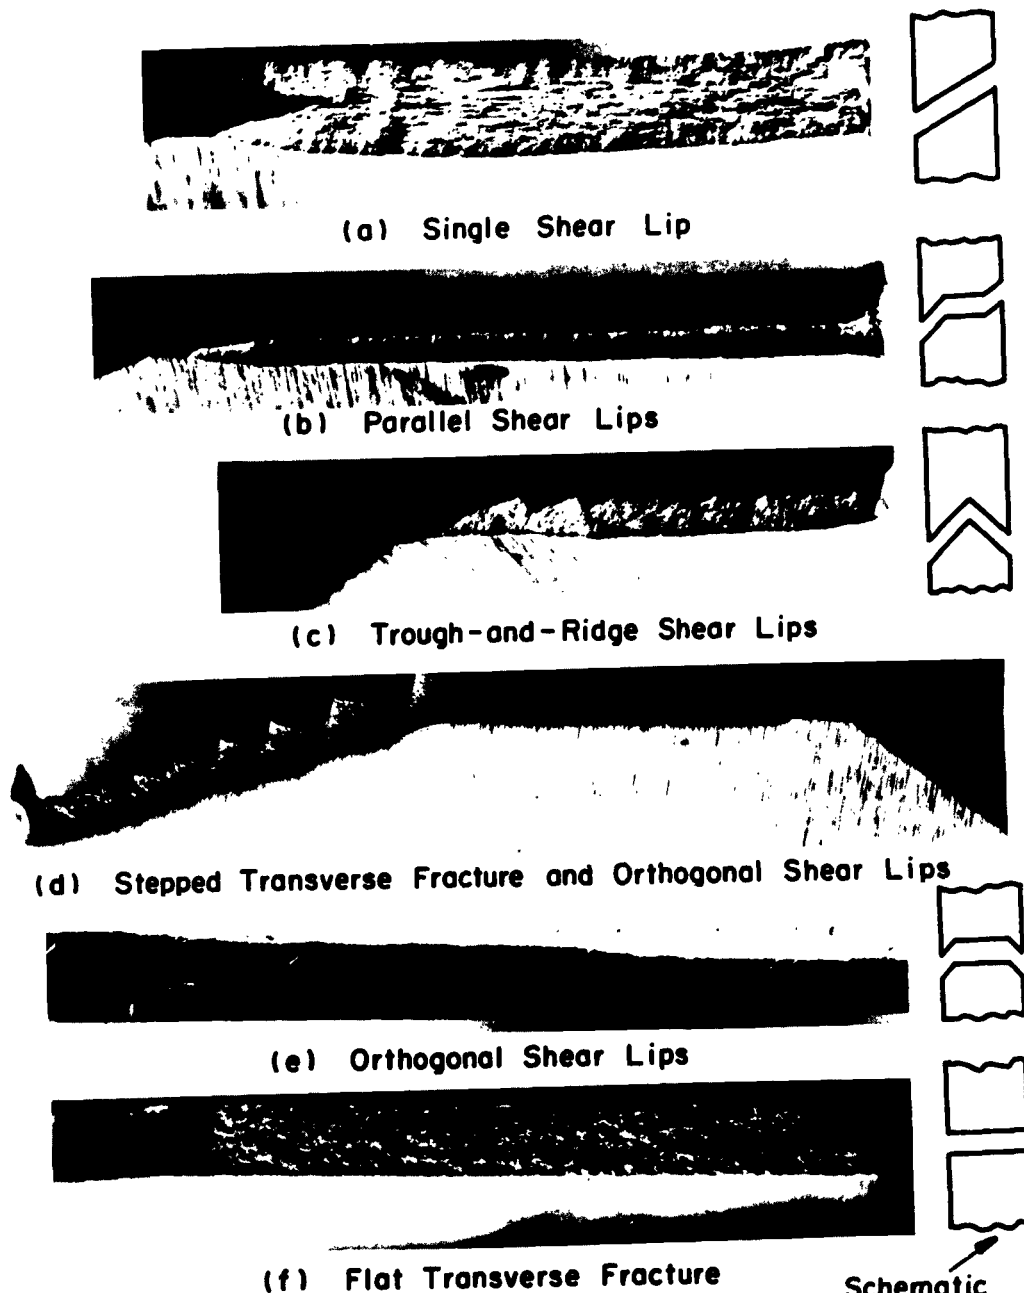 (a) Single Shear Lip
(b) Parallel Shear Lips
(c) Trough-and-Ridge Shear Lips
(d) Stepped Transverse Fracture and Orthogonal Shear Lips
(e) Orthogonal Shear Lips
(f) Flat Transverse Fracture
Schematic